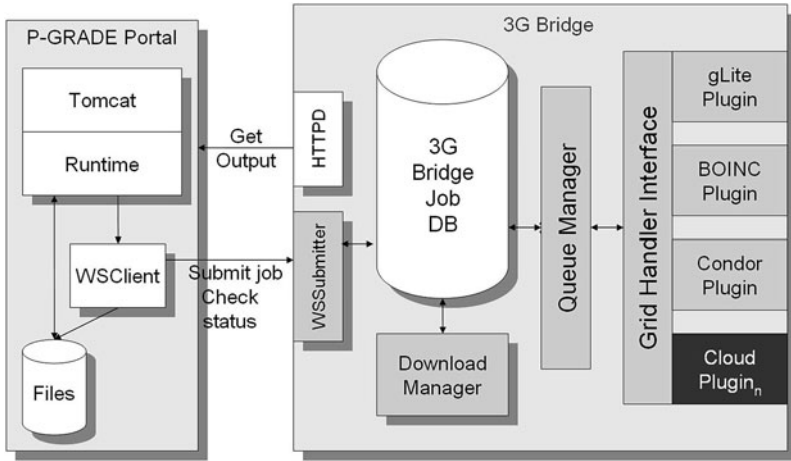 P-GRADE Portal
Tomcat
Runtime
WSClient
Files
Get
Output
Submit job
Check
status
3G Bridge
HTTPD
WSSubmitter
3G
Bridge
Job
DB
Download
Manager
Queue Manager
Grid Handler Interface
gLite
Plugin
BOINC
Plugin
Condor
Plugin
Cloud
Pluginn